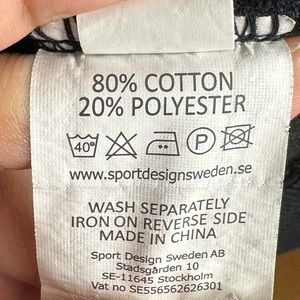 80% COTTON
20% POLYESTER
40° P
www.sportdesignsweden.se
WASH SEPARATELY
IRON ON REVERSE SIDE
MADE IN CHINA
Sport Design Sweden AB
Stadsgården 10
SE-11645 Stockholm
Vat no SE556562626301